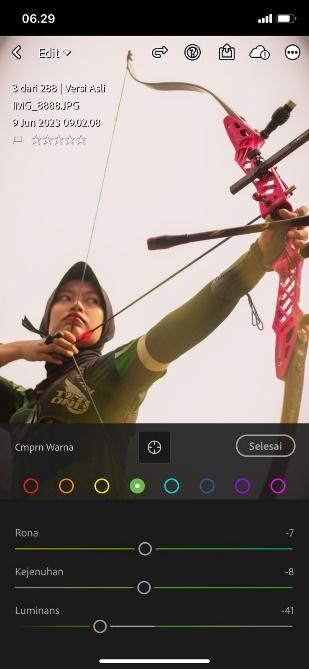 06.29
Edit
3 dari 288 | Versi Asli
IMG_8888.JPG
9 Jun 2023 09.02.08
Cmprn Warna
Selesai
Rona -7
Kejenuhan -8
Luminans -41